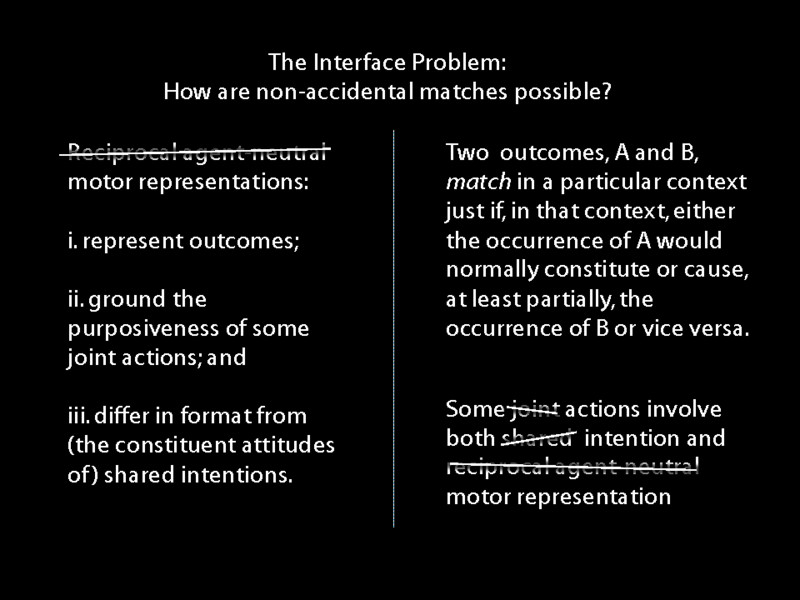 The Interface Problem:
How are non-accidental matches possible?
Reciprocal agent-neutral
motor representations:
i. represent outcomes;
ii. ground the
purposiveness of some
joint actions; and
iii. differ in format from
(the constituent attitudes
of) shared intentions.
Two outcomes, A and B,
match in a particular context
just if, in that context, either
the occurrence of A would
normally constitute or cause,
at least partially, the
occurrence of B or vice versa.
Some joint actions involve
both shared intention and
reciprocal agent-neutral
motor representation